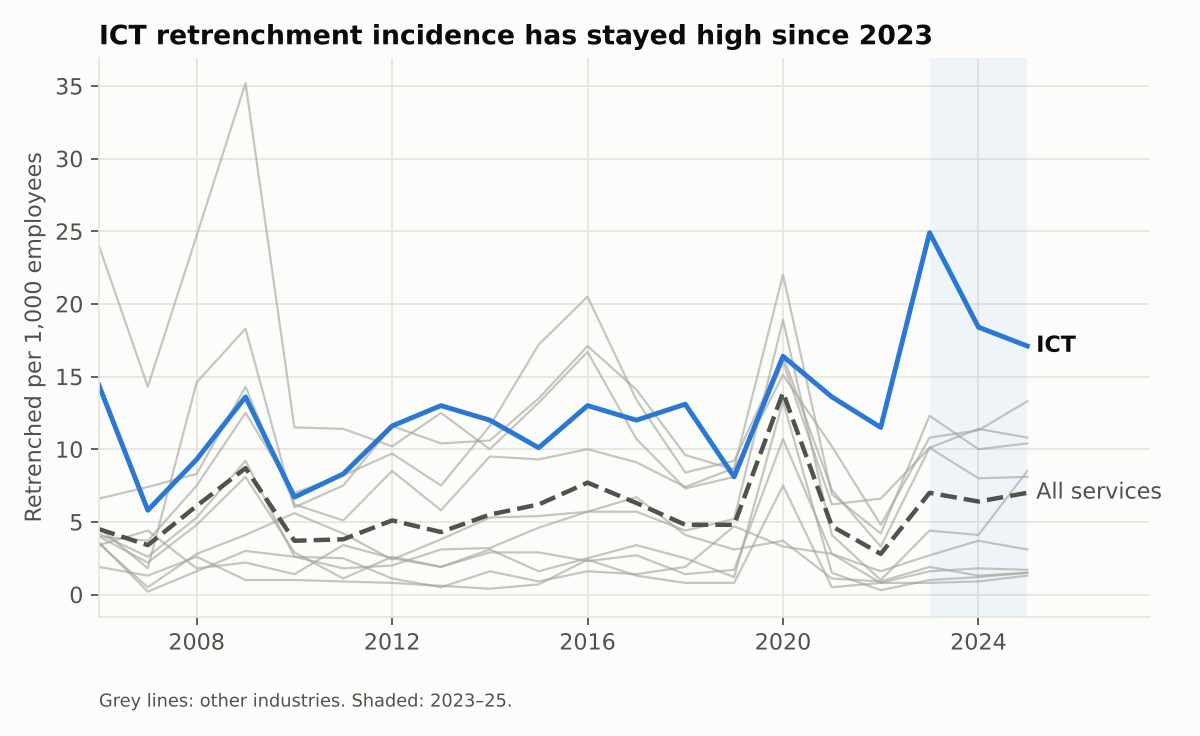 ICT retrenchment incidence has stayed high since 2023
Retrenched per 1,000 employees
35
30
25
20
15
10
5
0
ICT
All services
2008
2012
2016
2020
2024
Grey lines: other industries. Shaded: 2023–25.